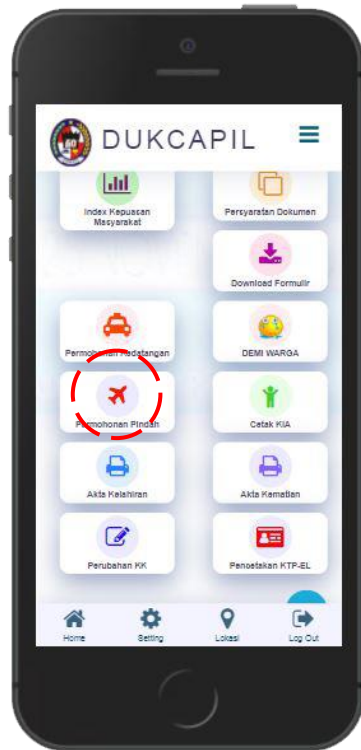 DUKCAPIL
Index Kepuasan
Masyarakat
Persyaratan Dokumen
Download Formulir
Permohonan Kedatangan
DEMI WARGA
Permohonan Pindah
Cetak KIA
Akta Kelahiran
Akta Kematian
Perubahan KK
Pencetakan KTP-EL
Home
Setting
Lokasi
Log Out